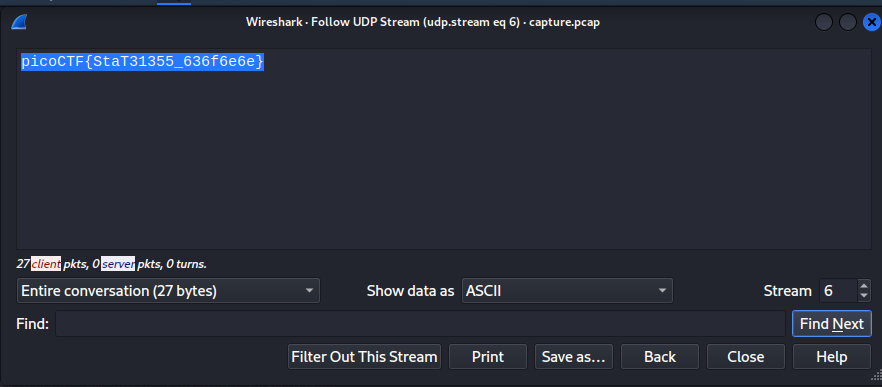 Wireshark · Follow UDP Stream (udp.stream eq 6) · capture.pcap
picoCTF{StaT31355_636f6e6e}
27 client pkts, 0 server pkts, 0 turns.
Entire conversation (27 bytes) Show data as ASCII Stream 6
Find: Find Next
Filter Out This Stream Print Save as... Back Close Help